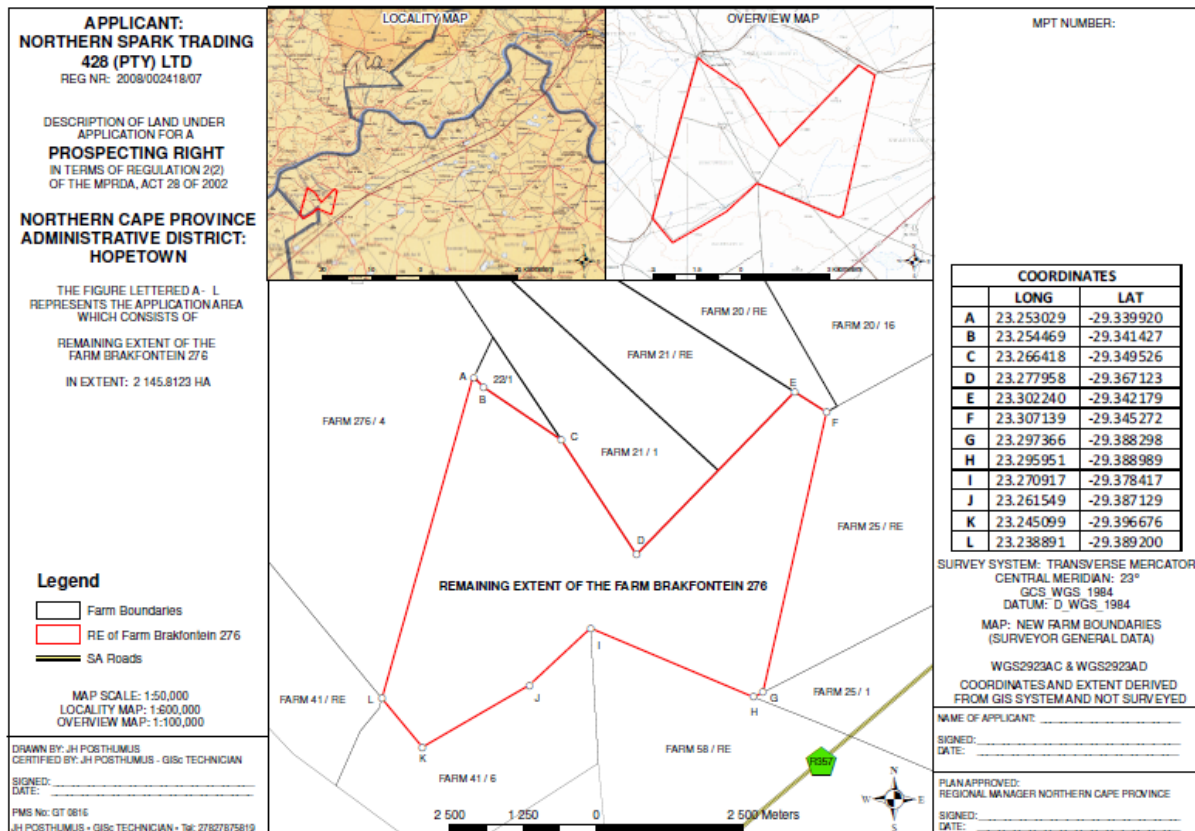 APPLICANT:
NORTHERN SPARK TRADING
428 (PTY) LTD
REG NR: 2008/002418/07
DESCRIPTION OF LAND UNDER
APPLICATION FOR A
PROSPECTING RIGHT
IN TERMS OF REGULATION 2(2)
OF THE MPRDA, ACT 28 OF 2002
NORTHERN CAPE PROVINCE
ADMINISTRATIVE DISTRICT:
HOPETOWN
THE FIGURE LETTERED A - L
REPRESENTS THE APPLICATION AREA
WHICH CONSISTS OF
REMAINING EXTENT OF THE
FARM BRAKFONTEIN 276
IN EXTENT: 2 145.8123 HA
Legend
Farm Boundaries
RE of Farm Brakfontein 276
SA Roads
MAP SCALE: 1:50,000
LOCALITY MAP: 1:600,000
OVERVIEW MAP: 1:100,000
DRAWN BY: JH POSTHUMUS
CERTIFIED BY: JH POSTHUMUS - GISc TECHNICIAN
SIGNED:
DATE:
PMS No: GT 0816
JH POSTHUMUS - GISc TECHNICIAN - Tel: 27827875819
LOCALITY MAP
OVERVIEW MAP
FARM 20 / RE
FARM 20 / 16
FARM 21 / RE
A
22/1
B
E
F
FARM 276 / 4
C
FARM 21 / 1
D
FARM 25 / RE
REMAINING EXTENT OF THE FARM BRAKFONTEIN 276
I
J
G
H
FARM 25 / 1
L
FARM 41 / RE
K
FARM 58 / RE
FARM 41 / 6
R357
N
W E
S
2 500 1 250 0 2 500 Meters
MPT NUMBER:
COORDINATES
LONG LAT
A 23.253029 -29.339920
B 23.254469 -29.341427
C 23.266418 -29.349526
D 23.277958 -29.367123
E 23.302240 -29.342179
F 23.307139 -29.345272
G 23.297366 -29.388298
H 23.295951 -29.388989
I 23.270917 -29.378417
J 23.261549 -29.387129
K 23.245099 -29.396676
L 23.238891 -29.389200
SURVEY SYSTEM: TRANSVERSE MERCATOR
CENTRAL MERIDIAN: 23°
GCS_WGS_1984
DATUM: D_WGS_1984
MAP: NEW FARM BOUNDARIES
(SURVEYOR GENERAL DATA)
WGS2923AC & WGS2923AD
COORDINATES AND EXTENT DERIVED
FROM GIS SYSTEM AND NOT SURVEYED
NAME OF APPLICANT:
SIGNED:
DATE:
PLAN APPROVED:
REGIONAL MANAGER NORTHERN CAPE PROVINCE
SIGNED:
DATE: